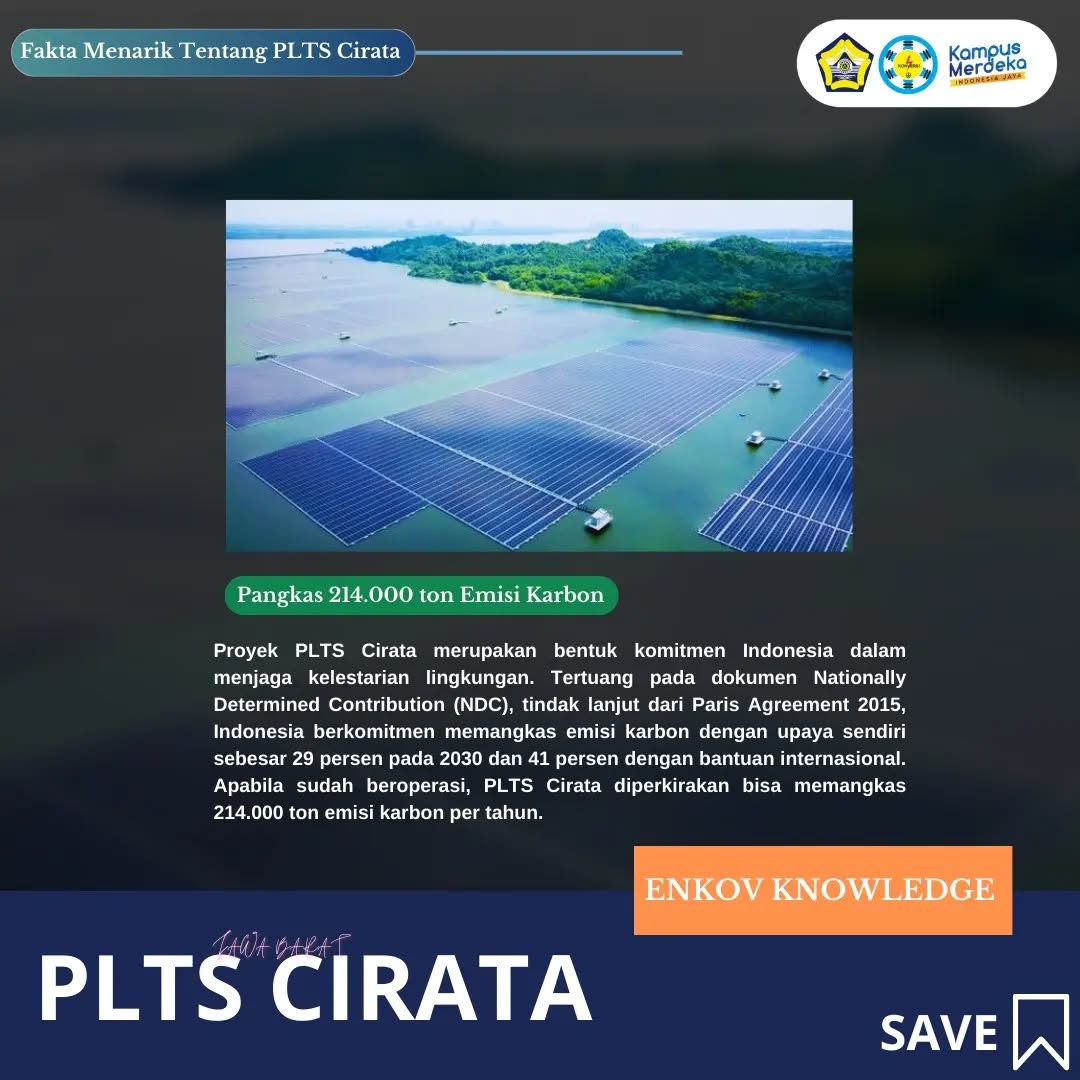 Fakta Menarik Tentang PLTS Cirata
KONVERSI
Kampus
Merdeka
INDONESIA JAYA
Pangkas 214.000 ton Emisi Karbon
Proyek PLTS Cirata merupakan bentuk komitmen Indonesia dalam
menjaga kelestarian lingkungan. Tertuang pada dokumen Nationally
Determined Contribution (NDC), tindak lanjut dari Paris Agreement 2015,
Indonesia berkomitmen memangkas emisi karbon dengan upaya sendiri
sebesar 29 persen pada 2030 dan 41 persen dengan bantuan internasional.
Apabila sudah beroperasi, PLTS Cirata diperkirakan bisa memangkas
214.000 ton emisi karbon per tahun.
ENKOV KNOWLEDGE
JAWA BARAT
PLTS CIRATA
SAVE